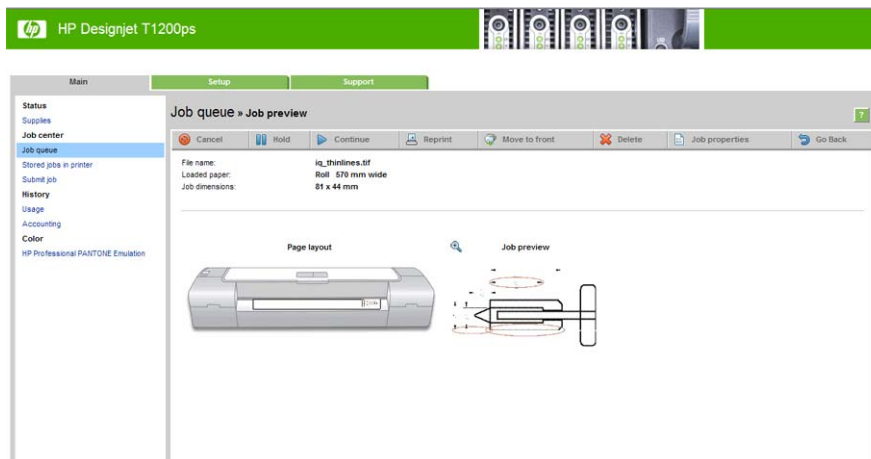 hp HP Designjet T1200ps
Main Setup Support
Status
Supplies
Job center
Job queue
Stored jobs in printer
Submit job
History
Usage
Accounting
Color
HP Professional PANTONE Emulation
Job queue » Job preview
?
Cancel Hold Continue Reprint Move to front Delete Job properties Go Back
File name: iq_thinlines.tif
Loaded paper: Roll 570 mm wide
Job dimensions: 81 x 44 mm
Page layout Job preview